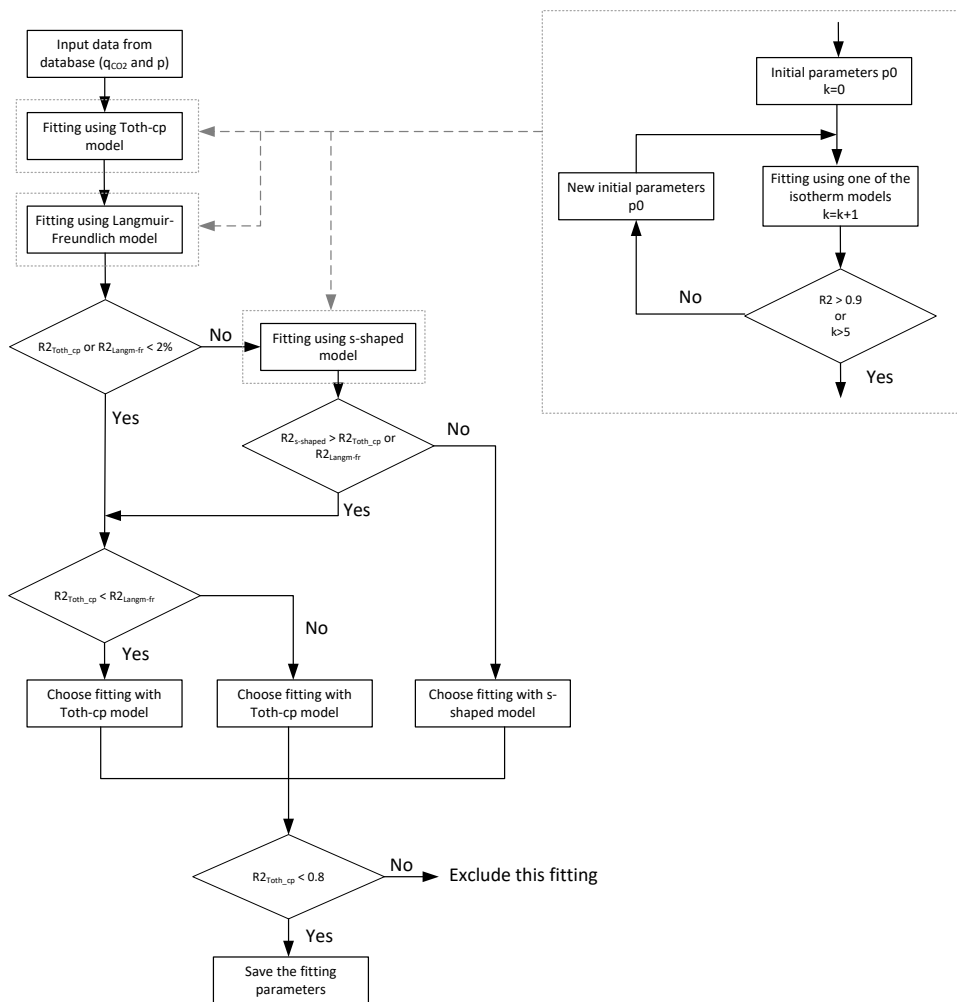 Input data from
database (qCO2 and p)
Fitting using Toth-cp
model
Fitting using Langmuir-
Freundlich model
R2Toth_cp or R2Langm-fr < 2%
No
Yes
Fitting using s-shaped
model
R2s-shaped > R2Toth_cp or
R2Langm-fr
No
Yes
R2Toth_cp < R2Langm-fr
No
Yes
Choose fitting with
Toth-cp model
Choose fitting with
Toth-cp model
Choose fitting with s-
shaped model
R2Toth_cp < 0.8
No
Exclude this fitting
Yes
Save the fitting
parameters
Initial parameters p0
k=0
New initial parameters
p0
Fitting using one of the
isotherm models
k=k+1
R2 > 0.9
or
k>5
No
Yes